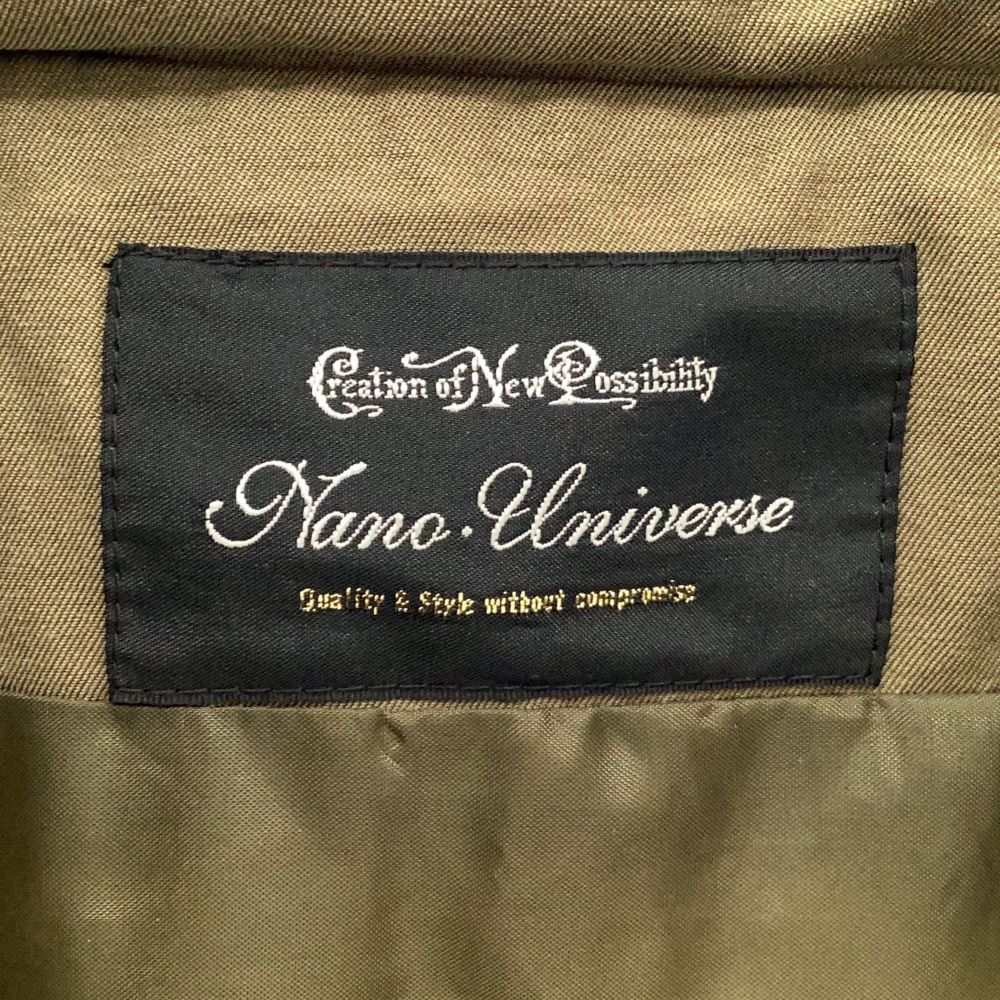 Creation of New Possibility
Nano·Universe
Quality & Style without compromise